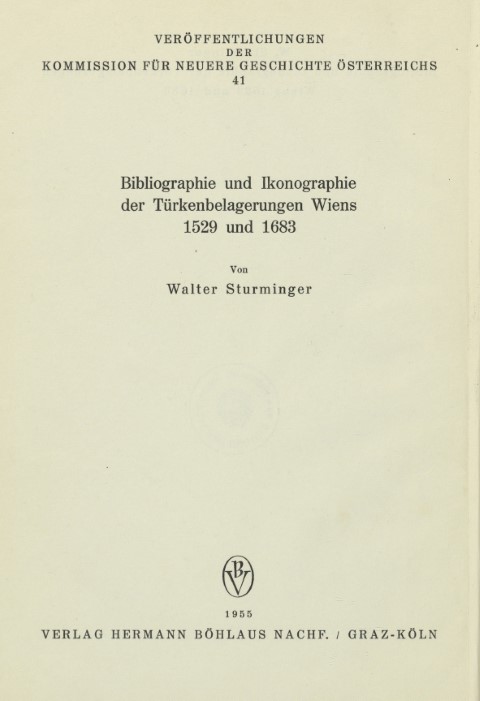 VERÖFFENTLICHUNGEN
DER
KOMMISSION FÜR NEUERE GESCHICHTE ÖSTERREICHS
41
Bibliographie und Ikonographie
der Türkenbelagerungen Wiens
1529 und 1683
Von
Walter Sturminger
BV
1955
VERLAG HERMANN BÖHLAUS NACHF. / GRAZ-KÖLN